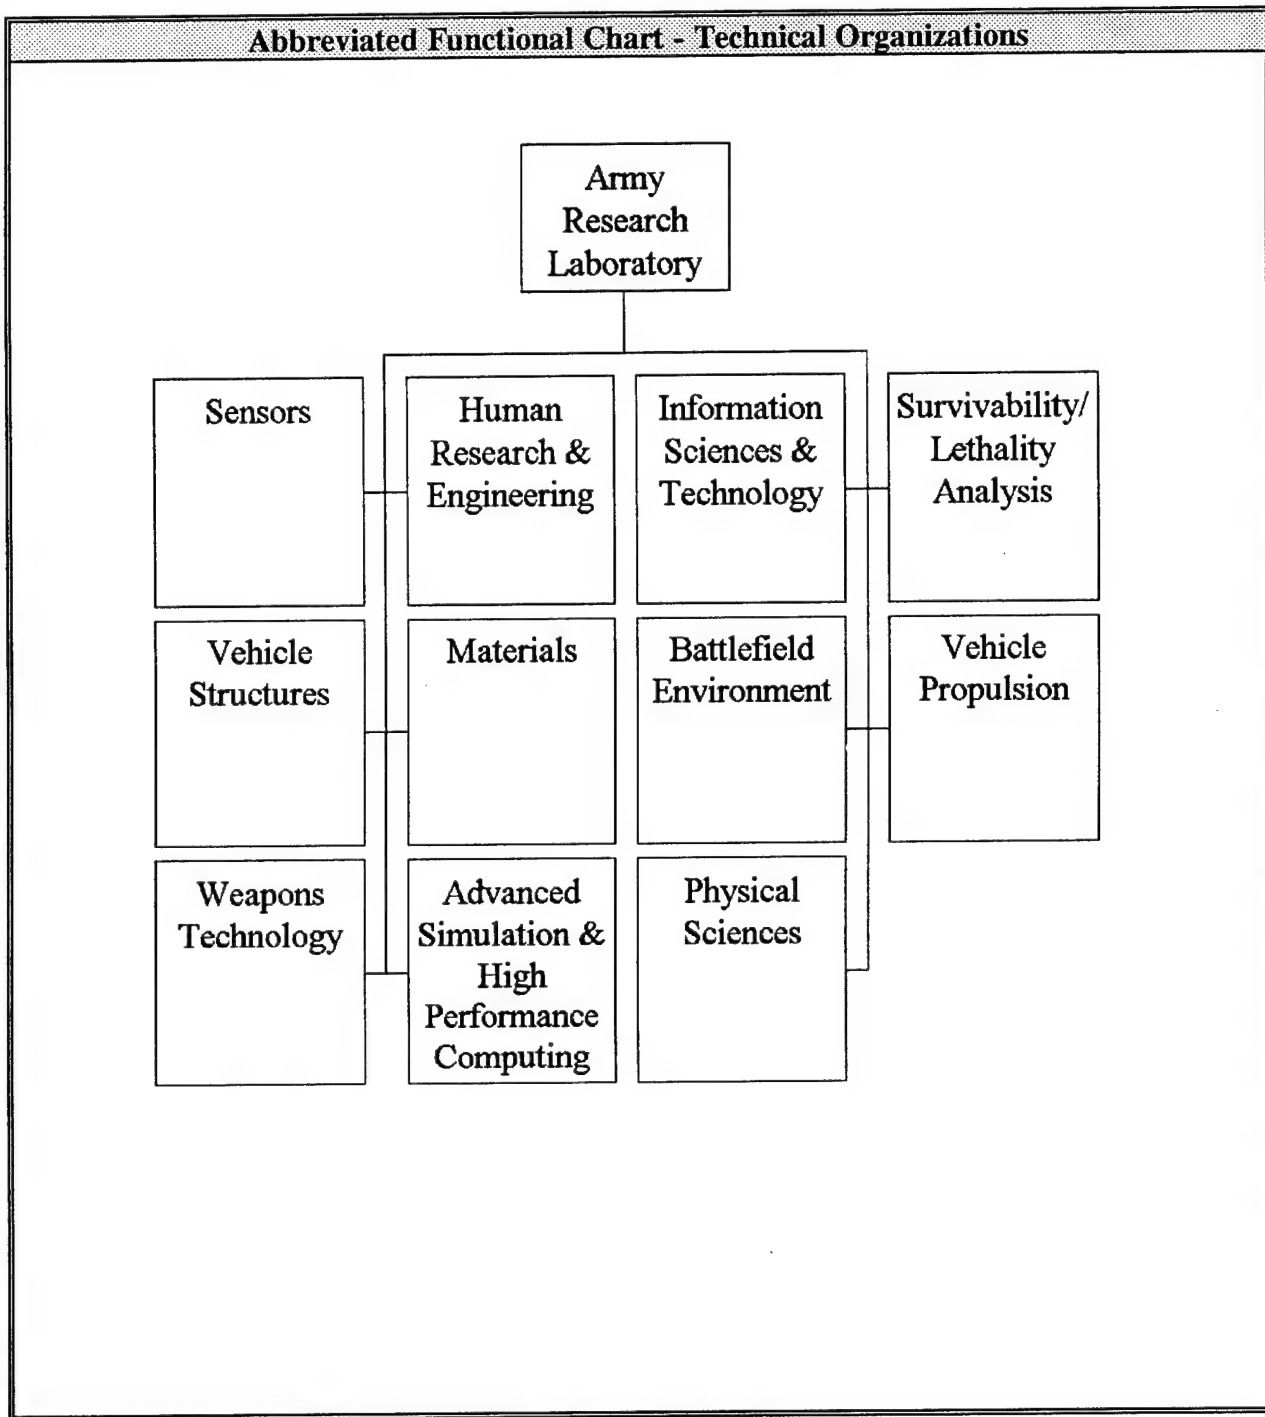 Abbreviated Functional Chart - Technical Organizations
Army
Research
Laboratory
Sensors
Human
Research &
Engineering
Information
Sciences &
Technology
Survivability/
Lethality
Analysis
Vehicle
Structures
Materials
Battlefield
Environment
Vehicle
Propulsion
Weapons
Technology
Advanced
Simulation &
High
Performance
Computing
Physical
Sciences